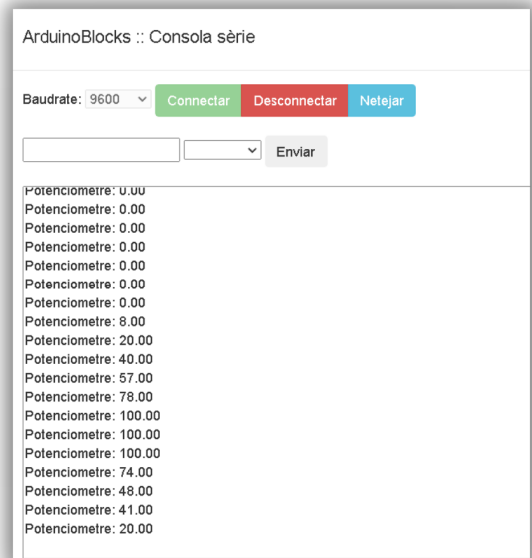 ArduinoBlocks :: Consola sèrie
Baudrate: 9600 Connectar Desconnectar Netejar
Enviar
Potenciometre: 0.00
Potenciometre: 0.00
Potenciometre: 0.00
Potenciometre: 0.00
Potenciometre: 0.00
Potenciometre: 0.00
Potenciometre: 0.00
Potenciometre: 8.00
Potenciometre: 20.00
Potenciometre: 40.00
Potenciometre: 57.00
Potenciometre: 78.00
Potenciometre: 100.00
Potenciometre: 100.00
Potenciometre: 100.00
Potenciometre: 74.00
Potenciometre: 48.00
Potenciometre: 41.00
Potenciometre: 20.00